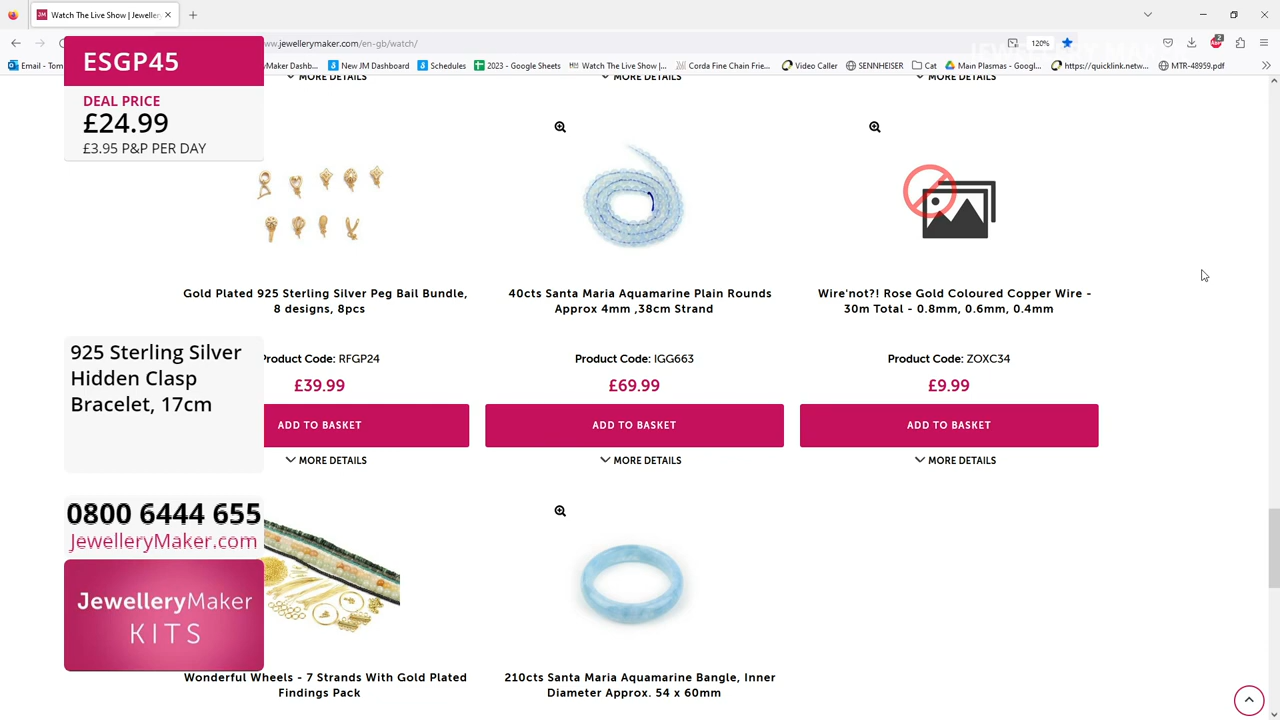 Watch The Live Show | Jeweller
w.jewellerymaker.com/en-gb/watch/
120%
2
Email - Tom
Maker Dashb...
New JM Dashboard
Schedules
2023 - Google Sheets
Watch The Live Show |...
Corda Fine Chain Frie...
Video Caller
SENNHEISER
Cat
Main Plasmas - Googl...
https://quicklink.netw...
MTR-48959.pdf
ESGP45
DEAL PRICE
£24.99
£3.95 P&P PER DAY
MORE DETAILS
MORE DETAILS
MORE DETAILS
Gold Plated 925 Sterling Silver Peg Bail Bundle,
8 designs, 8pcs
Product Code: RFGP24
£39.99
ADD TO BASKET
MORE DETAILS
40cts Santa Maria Aquamarine Plain Rounds
Approx 4mm ,38cm Strand
Product Code: IGG663
£69.99
ADD TO BASKET
MORE DETAILS
Wire'not?! Rose Gold Coloured Copper Wire -
30m Total - 0.8mm, 0.6mm, 0.4mm
Product Code: ZOXC34
£9.99
ADD TO BASKET
MORE DETAILS
925 Sterling Silver
Hidden Clasp
Bracelet, 17cm
0800 6444 655
JewelleryMaker.com
JewelleryMaker
KITS
Wonderful Wheels - 7 Strands With Gold Plated
Findings Pack
210cts Santa Maria Aquamarine Bangle, Inner
Diameter Approx. 54 x 60mm